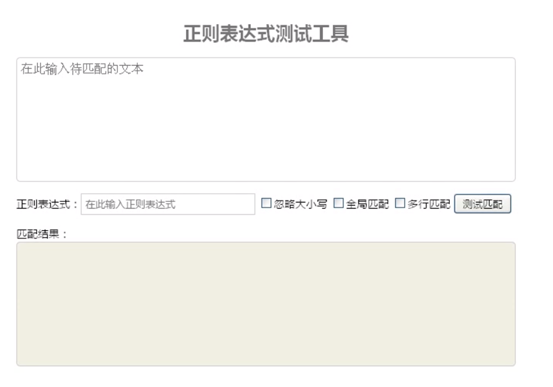 正则表达式测试工具
在此输入待匹配的文本
正则表达式：在此输入正则表达式 忽略大小写 全局匹配 多行匹配 测试匹配
匹配结果：